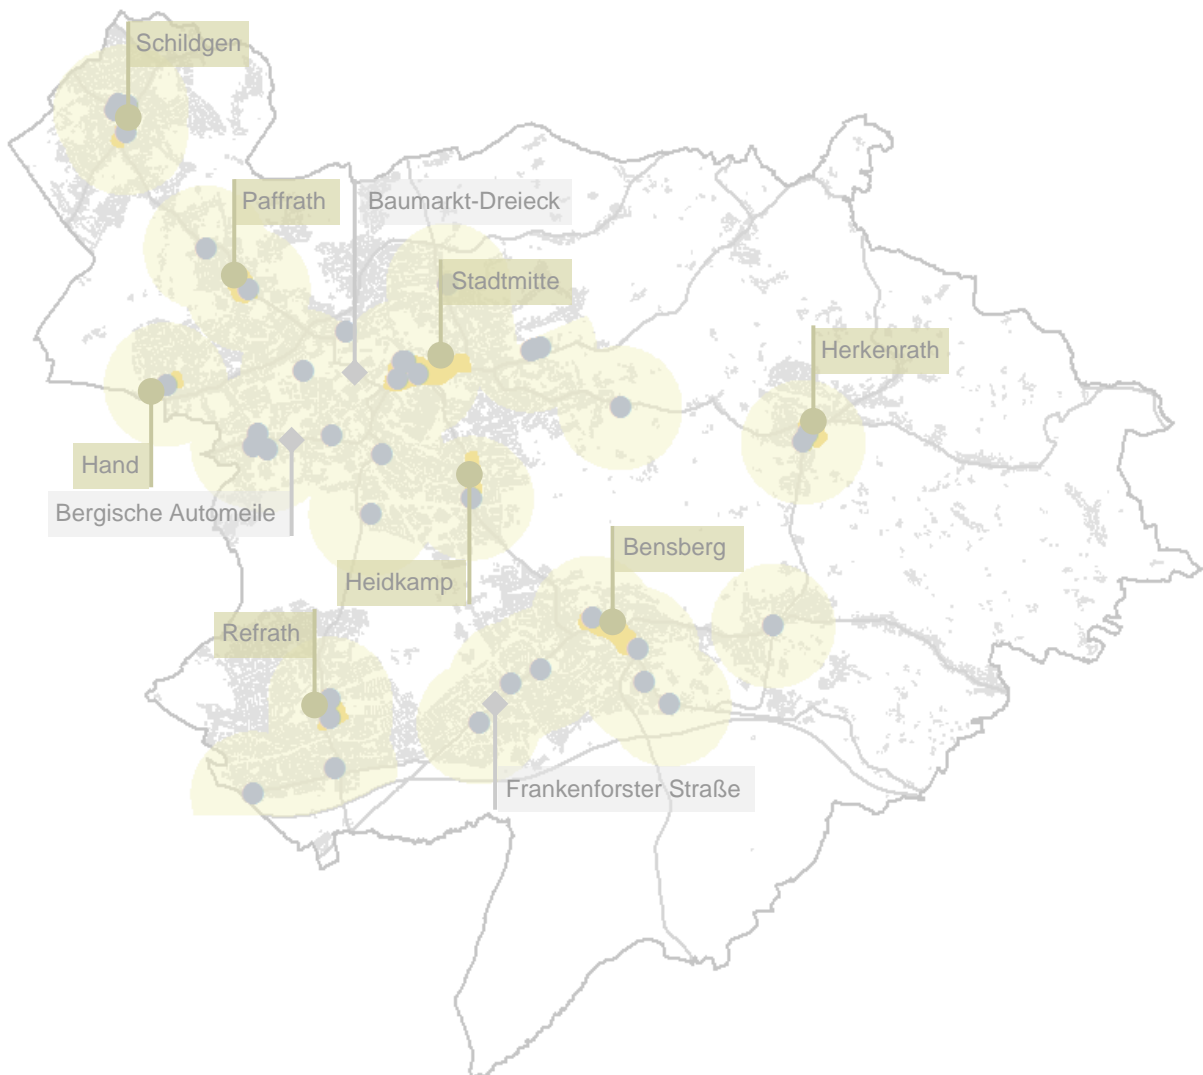 Schildgen
Paffrath
Baumarkt-Dreieck
Stadtmitte
Herkenrath
Hand
Bergische Automeile
Bensberg
Heidkamp
Refrath
Frankenforster Straße